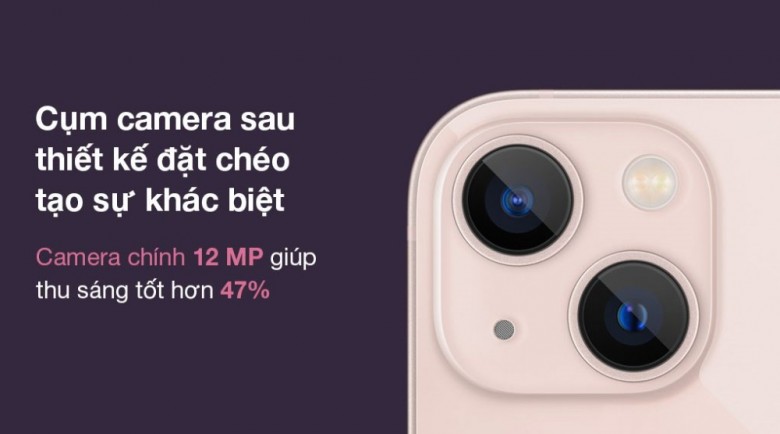 Cụm camera sau
thiết kế đặt chéo
tạo sự khác biệt
Camera chính 12 MP giúp
thu sáng tốt hơn 47%